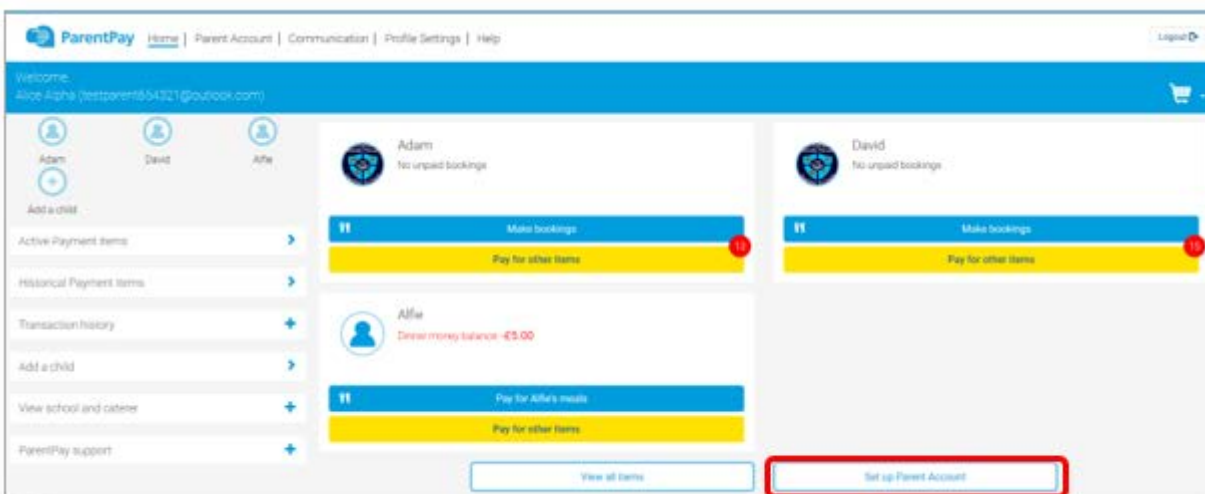 ParentPay Home | Parent Account | Communication | Profile Settings | Help
Logout
Welcome
Alice Alpha (testparent654321@outlook.com)
Adam David Alfie
Add a child
Active Payment items
Historical Payment items
Transaction history
Add a child
View school and caterer
ParentPay support
Adam
No unpaid bookings
Make bookings
13
Pay for other items
David
No unpaid bookings
Make bookings
15
Pay for other items
Alfie
Dinner money balance -£5.00
Pay for Alfie's meals
Pay for other items
View all items
Set up Parent Account